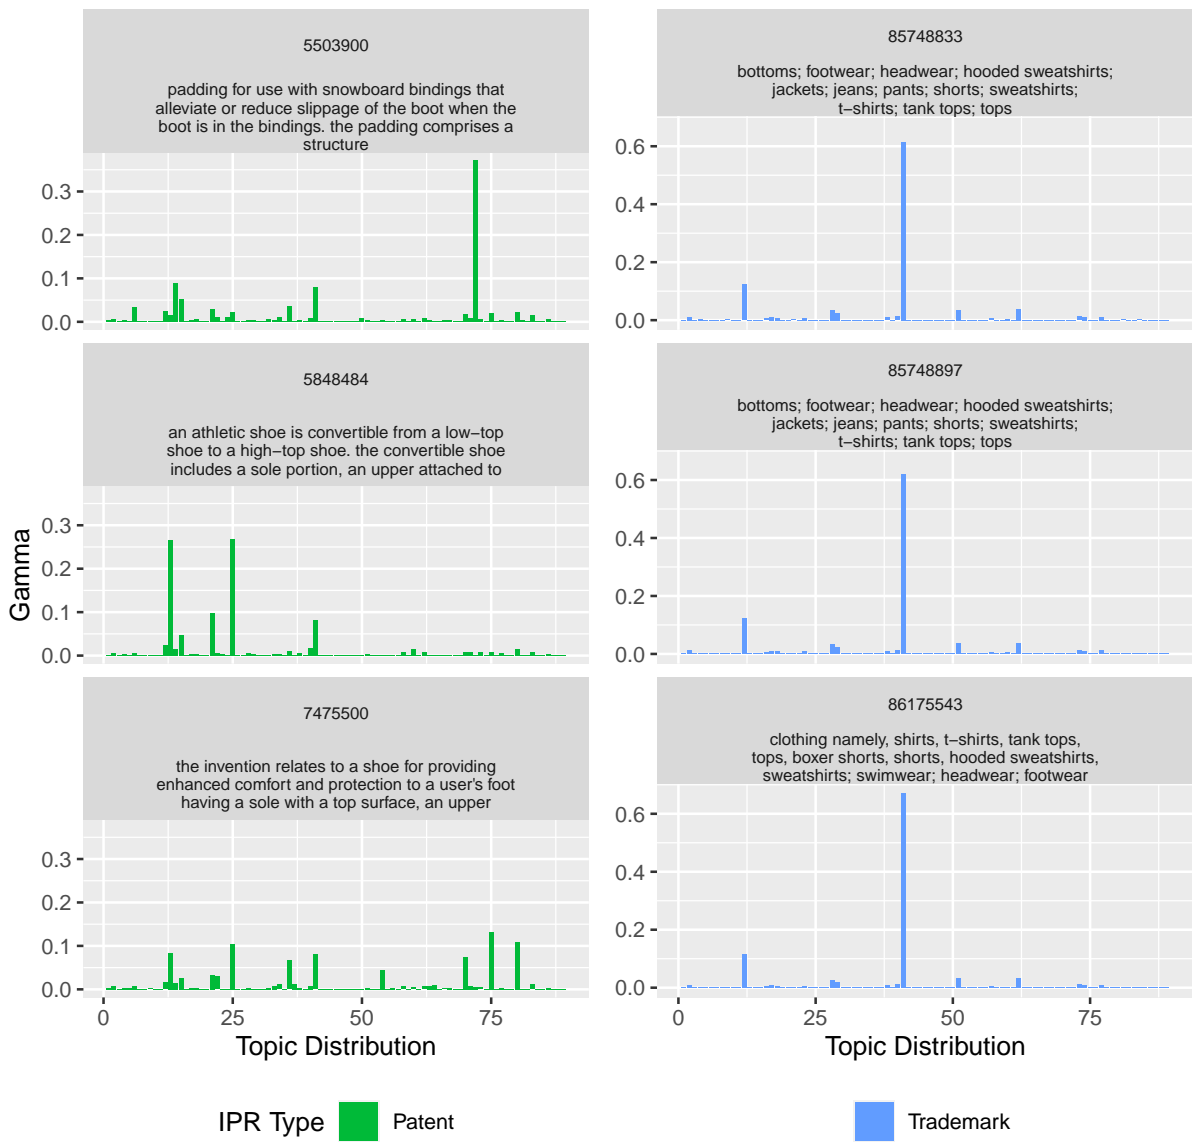 5503900
padding for use with snowboard bindings that
alleviate or reduce slippage of the boot when the
boot is in the bindings. the padding comprises a
structure
0.3
0.2
0.1
0.0
85748833
bottoms; footwear; headwear; hooded sweatshirts;
jackets; jeans; pants; shorts; sweatshirts;
t−shirts; tank tops; tops
0.6
0.4
0.2
0.0
5848484
an athletic shoe is convertible from a low−top
shoe to a high−top shoe. the convertible shoe
includes a sole portion, an upper attached to
0.3
0.2
0.1
0.0
85748897
bottoms; footwear; headwear; hooded sweatshirts;
jackets; jeans; pants; shorts; sweatshirts;
t−shirts; tank tops; tops
0.6
0.4
0.2
0.0
Gamma
7475500
the invention relates to a shoe for providing
enhanced comfort and protection to a user's foot
having a sole with a top surface, an upper
0.3
0.2
0.1
0.0
0 25 50 75
Topic Distribution
86175543
clothing namely, shirts, t−shirts, tank tops,
tops, boxer shorts, shorts, hooded sweatshirts,
sweatshirts; swimwear; headwear; footwear
0.6
0.4
0.2
0.0
0 25 50 75
Topic Distribution
IPR Type Patent Trademark